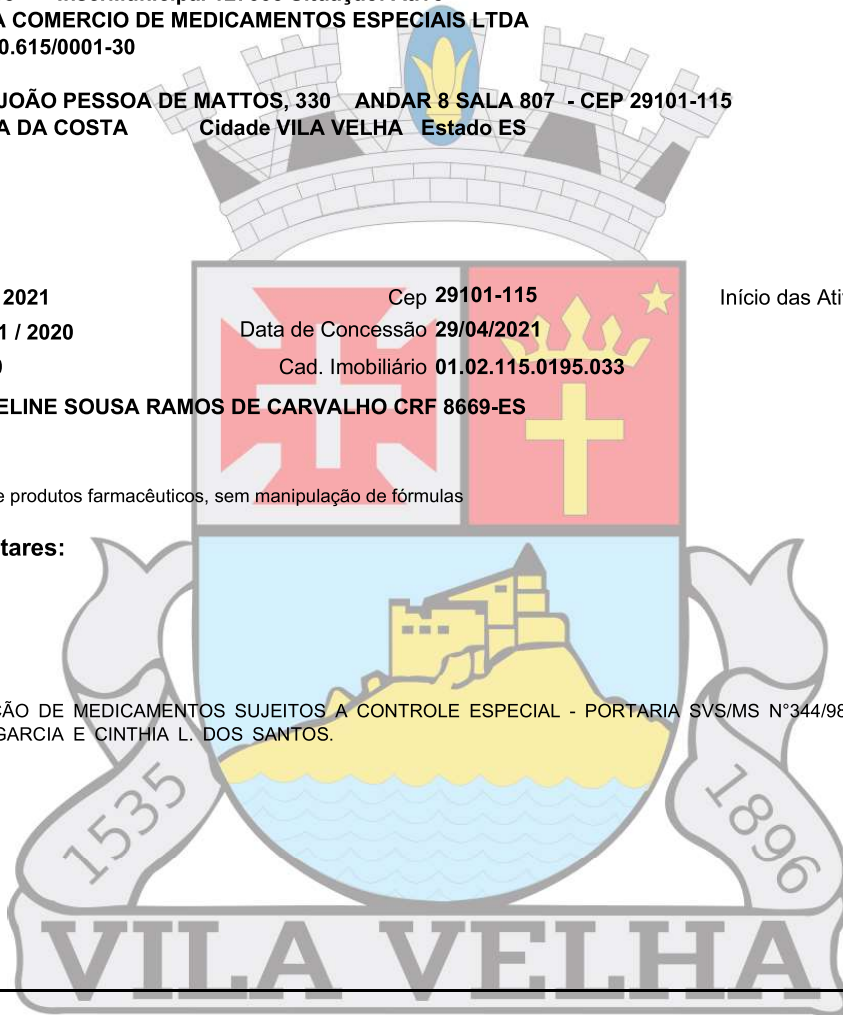 A COMERCIO DE MEDICAMENTOS ESPECIAIS LTDA
0.615/0001-30
JOÃO PESSOA DE MATTOS, 330 ANDAR 8 SALA 807 - CEP 29101-115
A DA COSTA Cidade VILA VELHA Estado ES
2021 Cep 29101-115 Início das Ati
1 / 2020 Data de Concessão 29/04/2021
Cad. Imobiliário 01.02.115.0195.033
ELINE SOUSA RAMOS DE CARVALHO CRF 8669-ES
e produtos farmacêuticos, sem manipulação de fórmulas
tares:
ÇÃO DE MEDICAMENTOS SUJEITOS A CONTROLE ESPECIAL - PORTARIA SVS/MS N°344/98
GARCIA E CINTHIA L. DOS SANTOS.
1535
1896
VILA VELHA